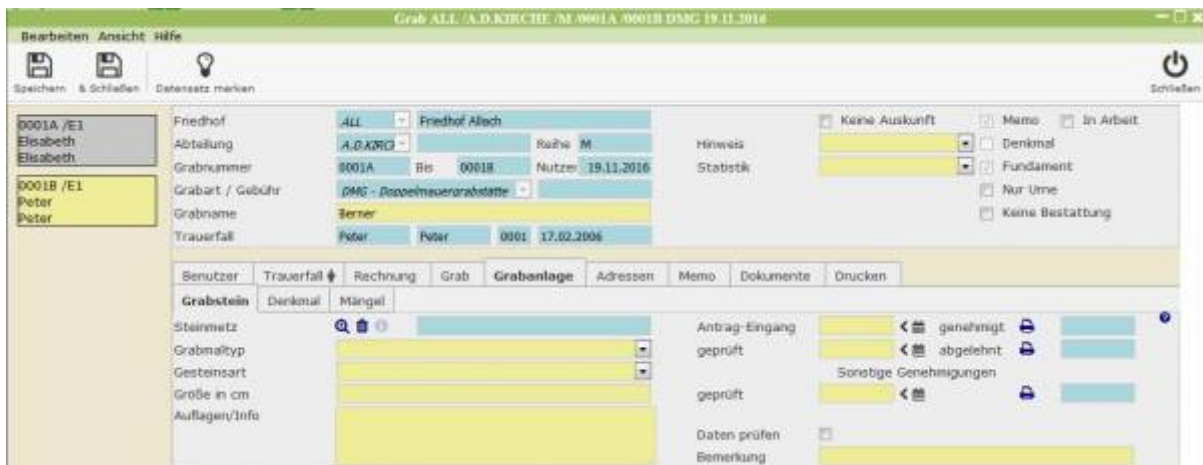 Grab ALL /A.D.KIRCHE /M /0001A /0001B DMG 19.11.2016
Bearbeiten Ansicht Hilfe
Speichern & Schließen Datensatz merken Schließen
0001A /E1
Elisabeth
Elisabeth
0001B /E1
Peter
Peter
Friedhof ALL Friedhof Allach Keine Auskunft Memo In Arbeit
Abteilung A.D.KIRCH Reihe M Hinweis Denkmal
Grabnummer 0001A Bis 0001B Nutzer 19.11.2016 Statistik Fundament
Grabart / Gebühr DMG - Doppelmauergrabstätte Nur Urne
Grabname Berner Keine Bestattung
Trauerfall Peter Peter 0001 17.02.2006
Benutzer Trauerfall Rechnung Grab Grabanlage Adressen Memo Dokumente Drucken
Grabstein Denkmal Mängel
Steinmetz Antrag-Eingang genehmigt
Grabmaltyp geprüft abgelehnt
Gesteinsart Sonstige Genehmigungen
Größe in cm geprüft
Auflagen/Info
Daten prüfen
Bemerkung